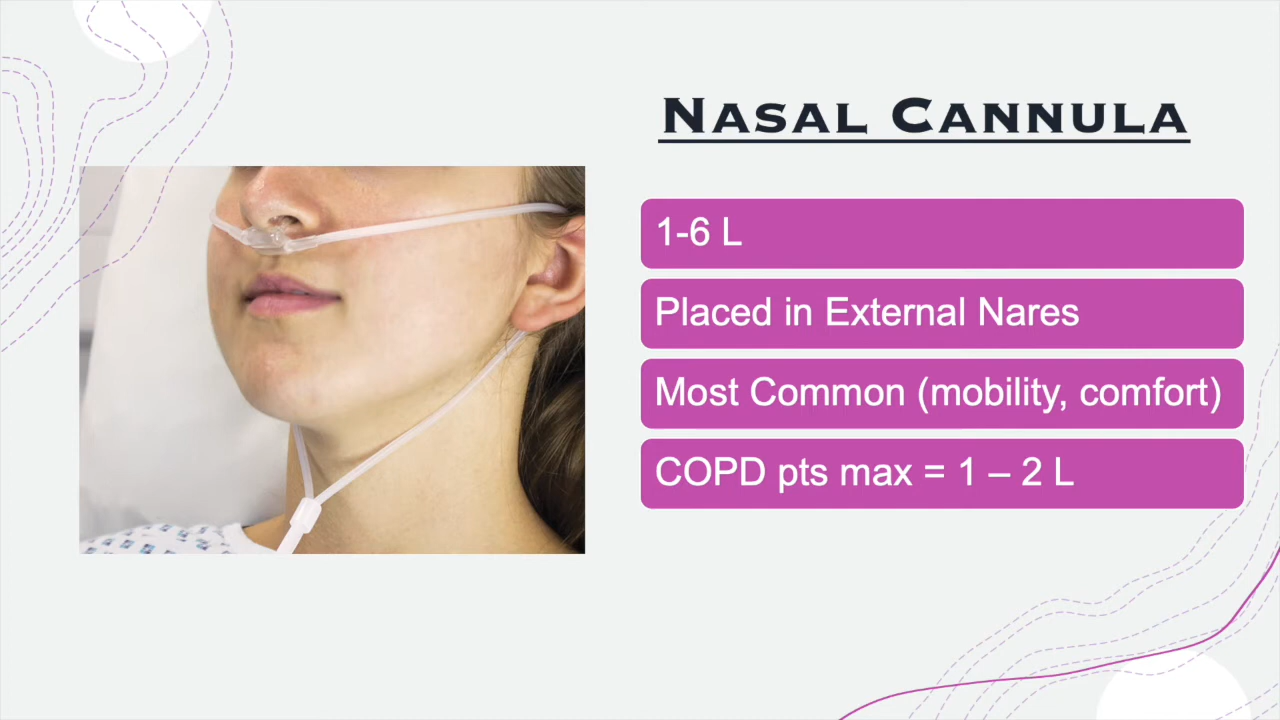 Nasal Cannula
1-6 L
Placed in External Nares
Most Common (mobility, comfort)
COPD pts max = 1 – 2 L